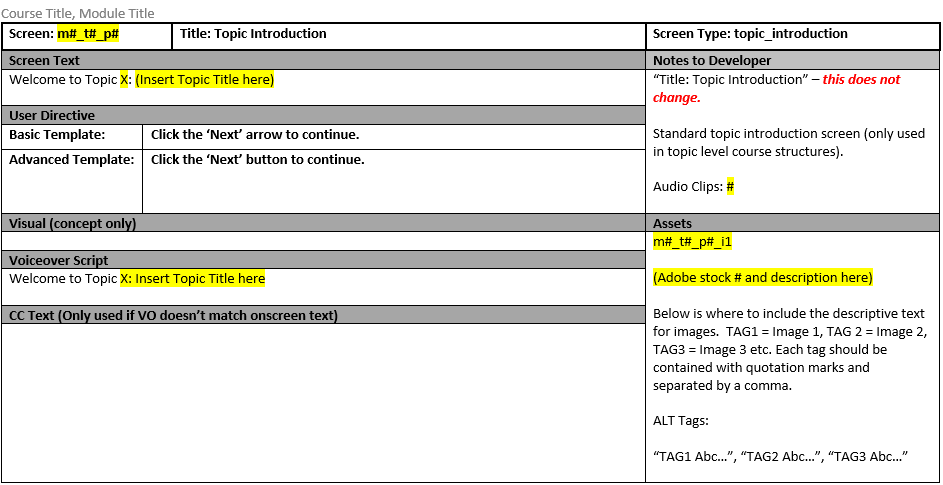 Course Title, Module Title
Screen: m#_t#_p#
Title: Topic Introduction
Screen Type: topic_introduction
Screen Text
Welcome to Topic X: (Insert Topic Title here)
User Directive
Basic Template:
Click the ‘Next’ arrow to continue.
Advanced Template:
Click the ‘Next’ button to continue.
Visual (concept only)
Voiceover Script
Welcome to Topic X: Insert Topic Title here
CC Text (Only used if VO doesn’t match onscreen text)
Notes to Developer
“Title: Topic Introduction” – this does not
change.
Standard topic introduction screen (only used
in topic level course structures).
Audio Clips: #
Assets
m#_t#_p#_i1
(Adobe stock # and description here)
Below is where to include the descriptive text
for images.  TAG1 = Image 1, TAG 2 = Image 2,
TAG3 = Image 3 etc. Each tag should be
contained with quotation marks and
separated by a comma.
ALT Tags:
“TAG1 Abc…”, “TAG2 Abc…”, “TAG3 Abc…”